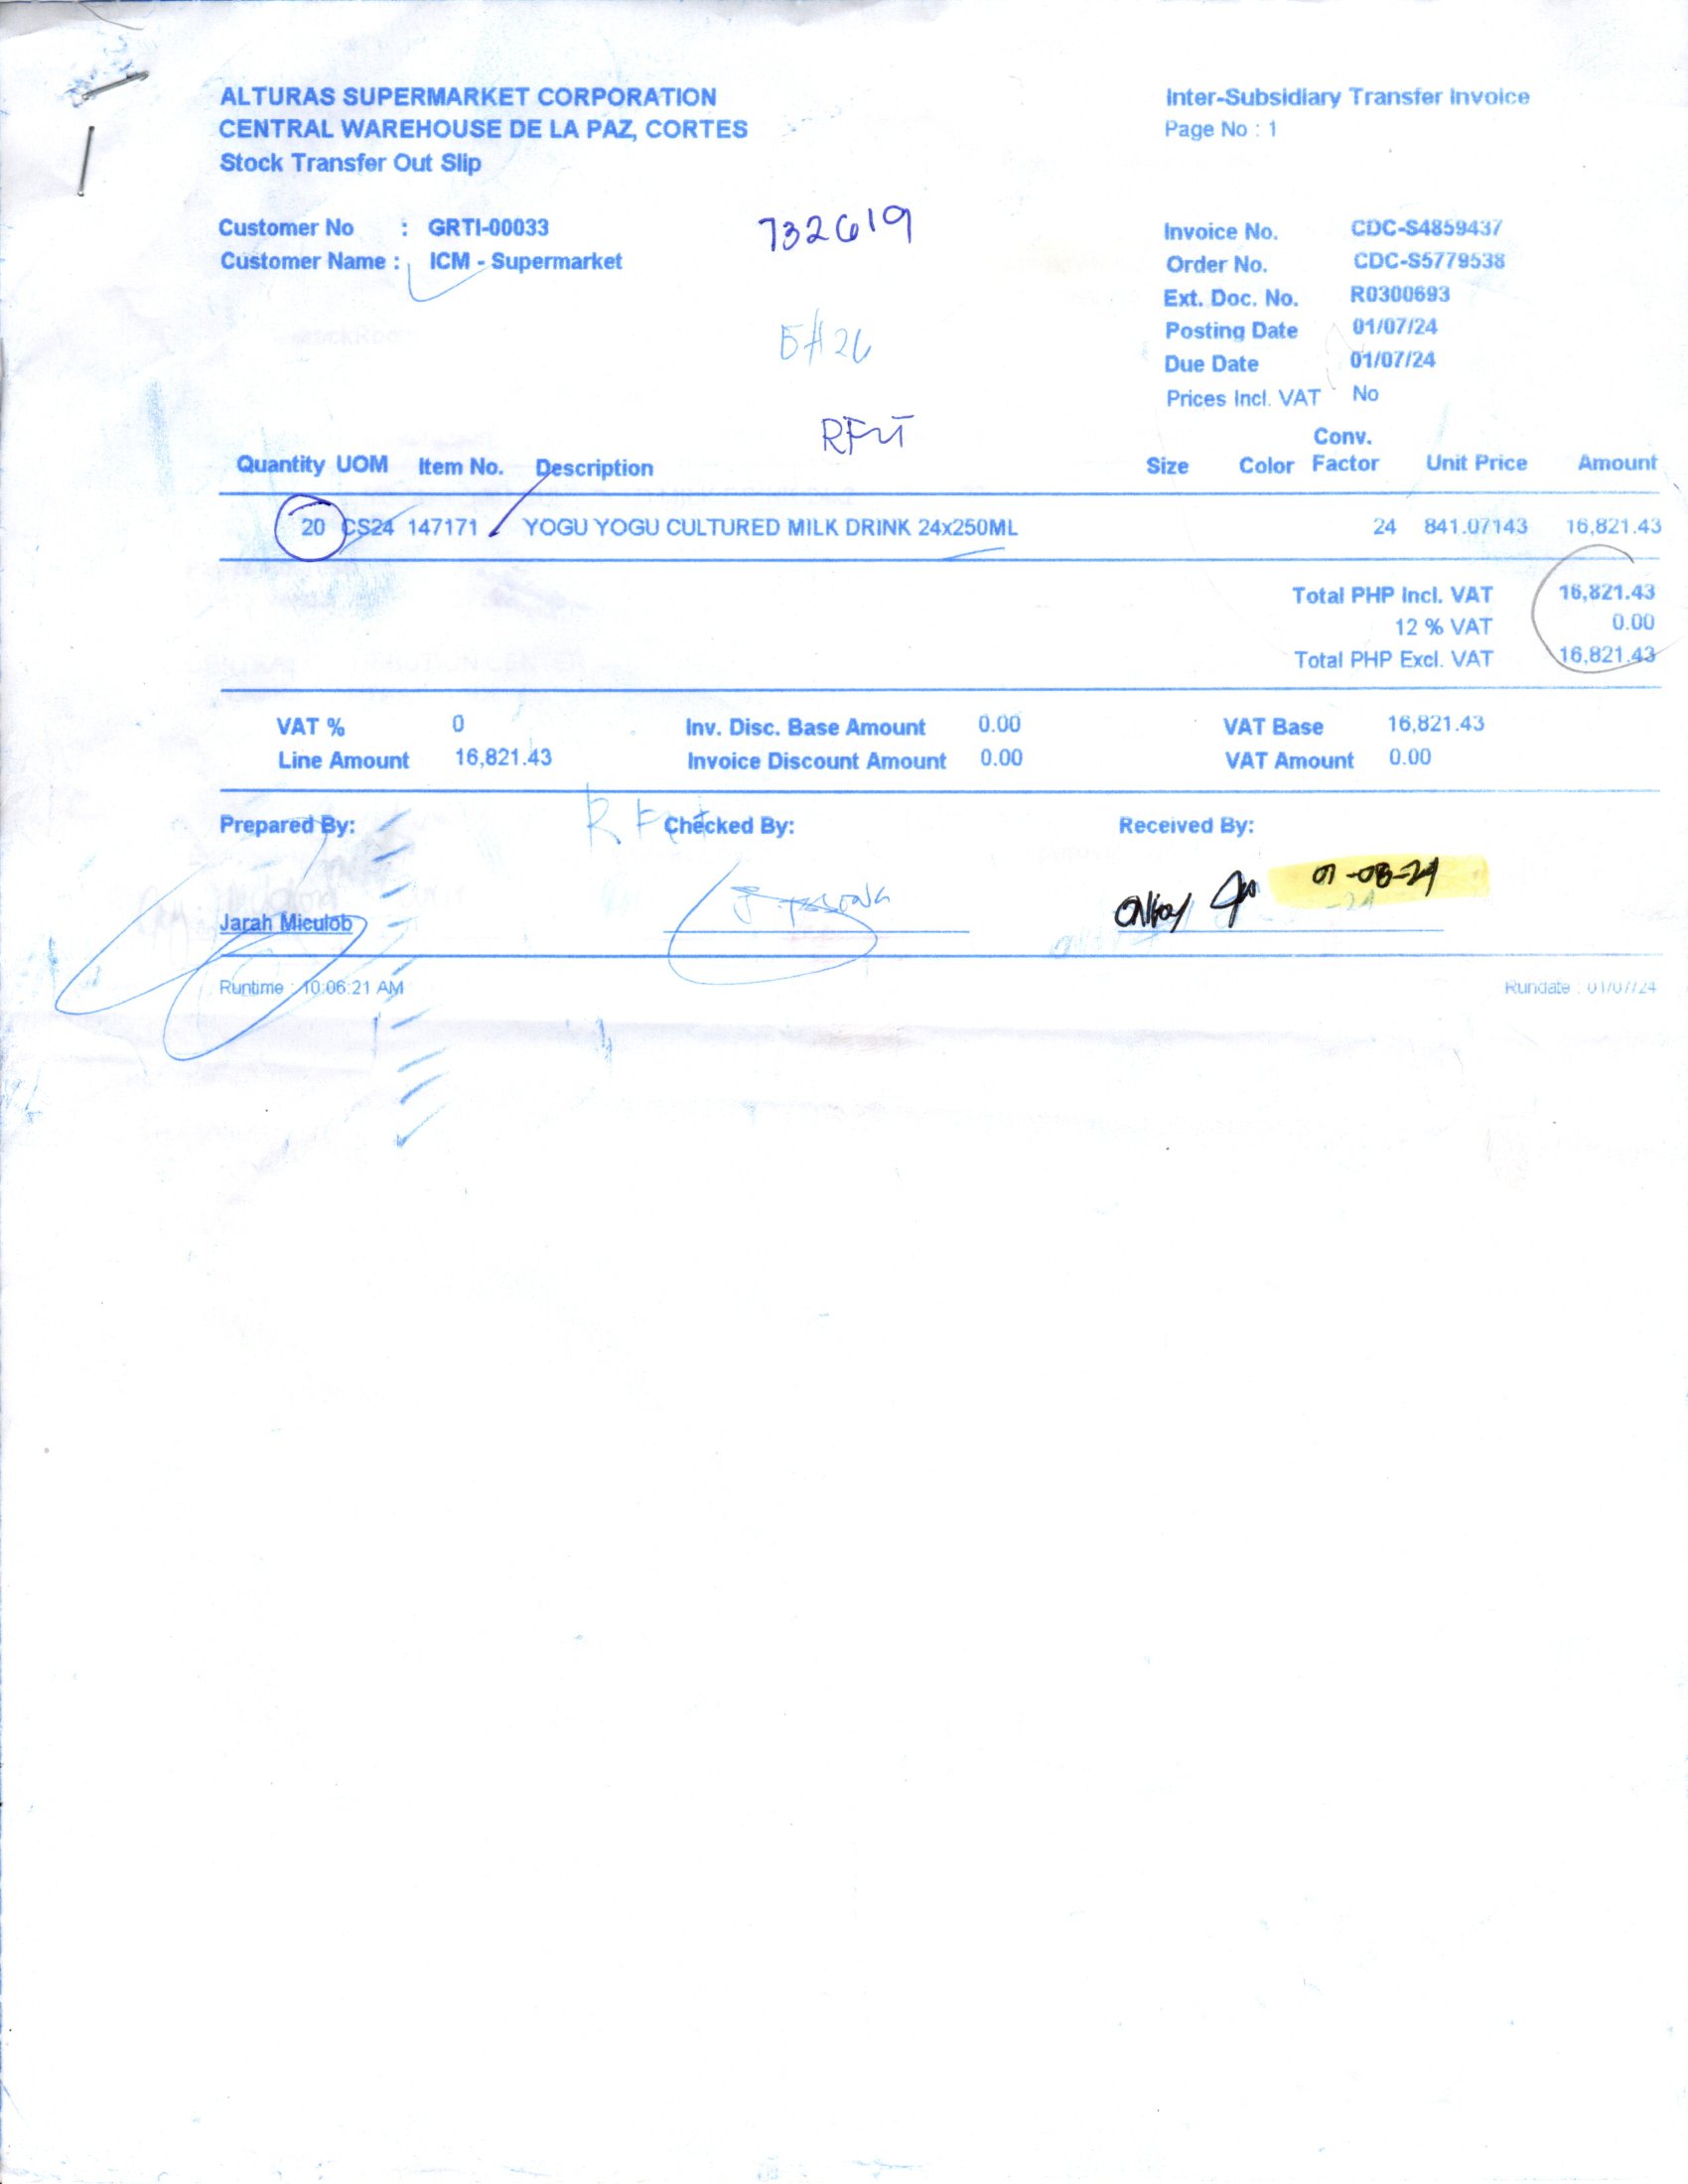 ALTURAS SUPERMARKET CORPORATION
CENTRAL WAREHOUSE DE LA PAZ, CORTES
Stock Transfer Out Slip
Inter-Subsidiary Transfer Invoice
Page No : 1
Customer No : GRTI-00033
Customer Name : ICM - Supermarket
732619
Invoice No. CDC-S4859437
Order No. CDC-S5779538
Ext. Doc. No. R0300693
Posting Date 01/07/24
Due Date 01/07/24
Prices Incl. VAT No
Quantity UOM Item No. Description Size Color Conv. Factor Unit Price Amount
20 CS24 147171 YOGU YOGU CULTURED MILK DRINK 24x250ML 24 841.07143 16,821.43
Total PHP Incl. VAT 16,821.43
12 % VAT 0.00
Total PHP Excl. VAT 16,821.43
VAT % 0 Inv. Disc. Base Amount 0.00 VAT Base 16,821.43
Line Amount 16,821.43 Invoice Discount Amount 0.00 VAT Amount 0.00
Prepared By: Checked By: Received By:
01-08-24
Jarah Miculob
Runtime : 10:06:21 AM Rundate : 01/07/24